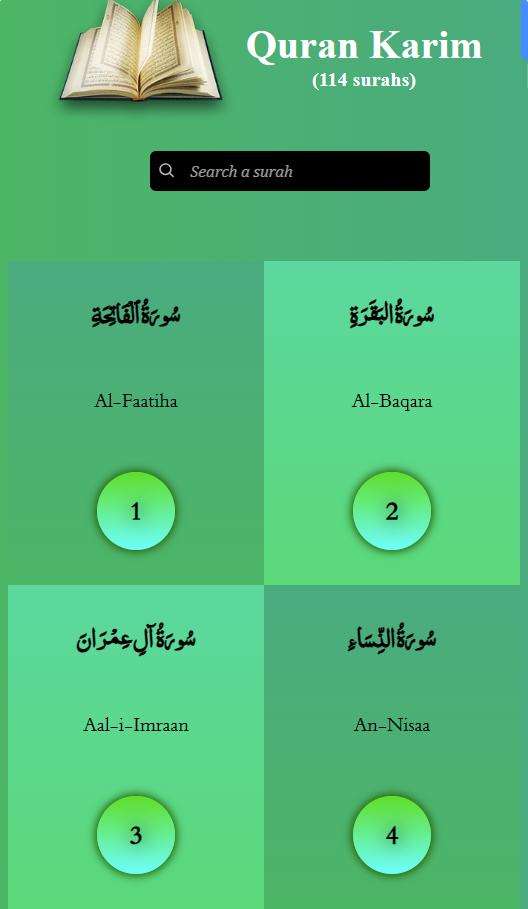 Quran Karim
(114 surahs)
Search a surah
سُورَةُ ٱلْفَاتِحَةِ
Al-Faatiha
1
سُورَةُ البَقَرَةِ
Al-Baqara
2
سُورَةُ آلِ عِمۡرَانَ
Aal-i-Imraan
3
سُورَةُ النِّسَاءِ
An-Nisaa
4